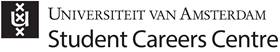 UNIVERSITEIT VAN AMSTERDAM
Student Careers Centre